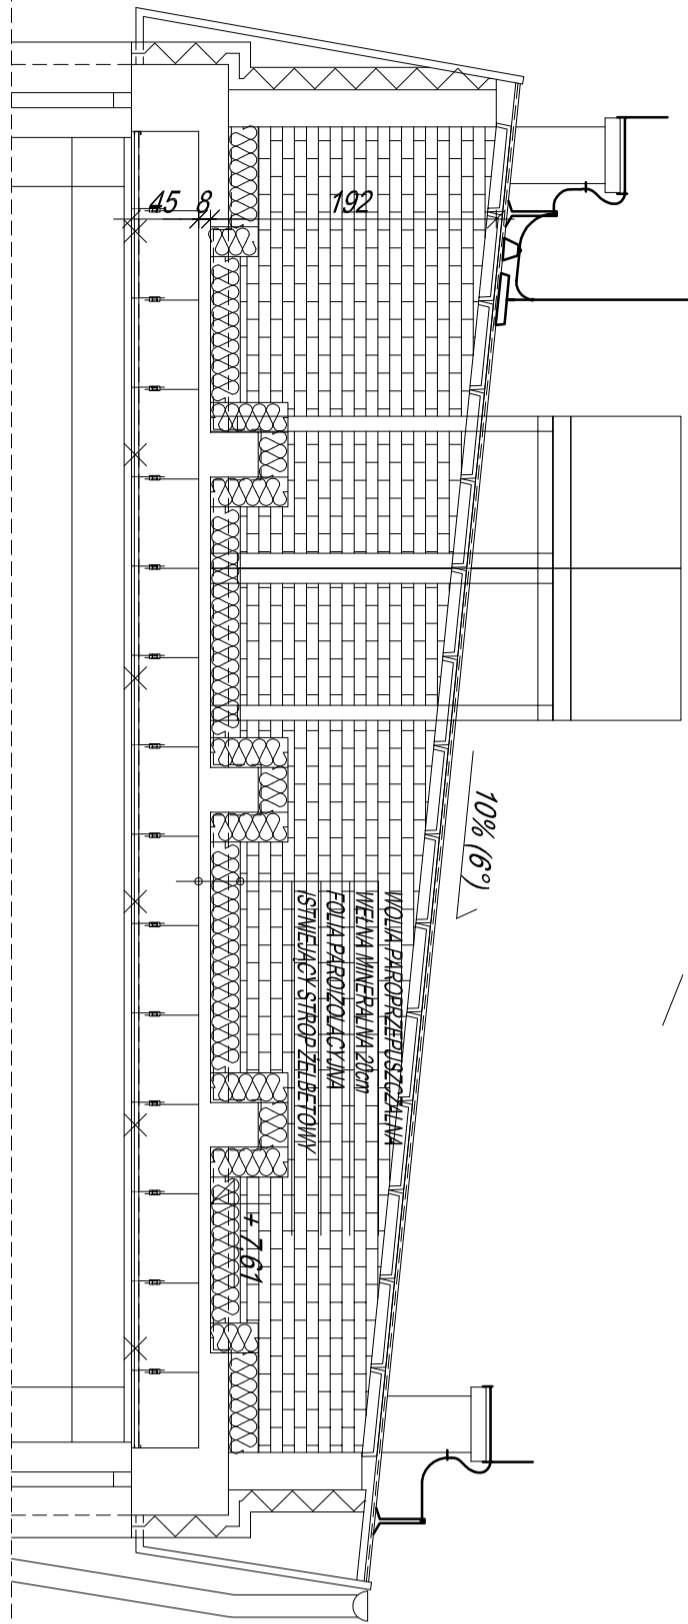 45 8 192
10% (6°)
WOLIA PAROPRZEPUSZCZALNA
WEŁNA MINERALNA 20cm
FOLIA PAROIZOLACYJNA
ISTNIEJĄCY STROP ŻELBETOWY
+ 7,61